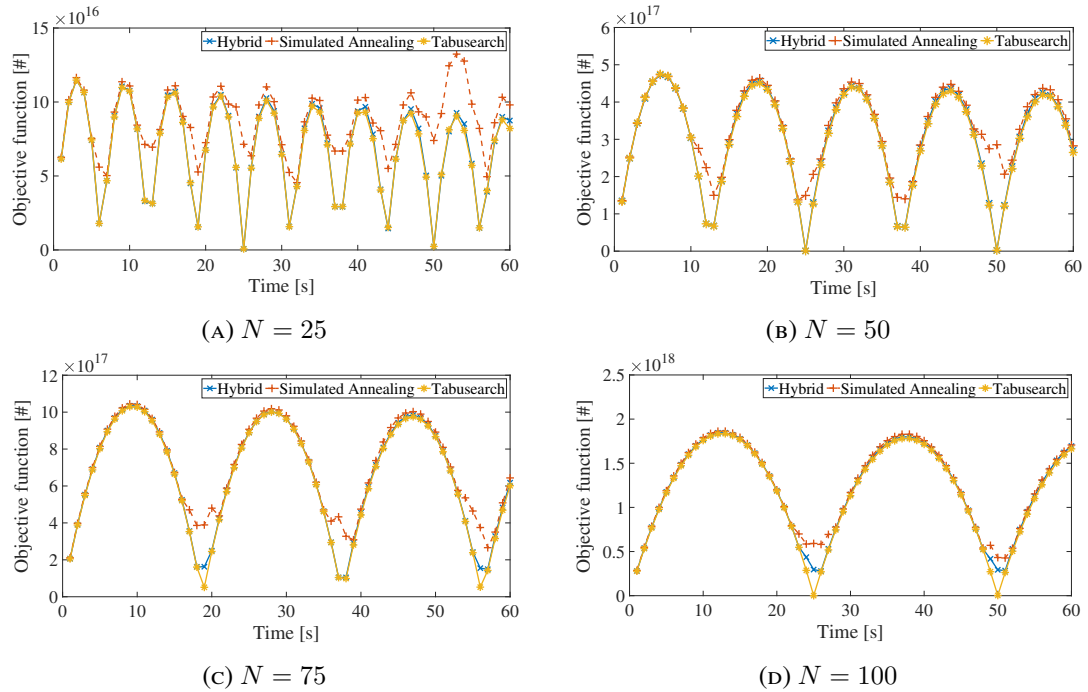 ×10^16
15
10
5
0
Objective function [#]
Hybrid Simulated Annealing Tabusearch
0 10 20 30 40 50 60
Time [s]
(A) N = 25
×10^17
6
5
4
3
2
1
0
Objective function [#]
Hybrid Simulated Annealing Tabusearch
0 10 20 30 40 50 60
Time [s]
(B) N = 50
×10^17
12
10
8
6
4
2
0
Objective function [#]
Hybrid Simulated Annealing Tabusearch
0 10 20 30 40 50 60
Time [s]
(C) N = 75
×10^18
2.5
2
1.5
1
0.5
0
Objective function [#]
Hybrid Simulated Annealing Tabusearch
0 10 20 30 40 50 60
Time [s]
(D) N = 100